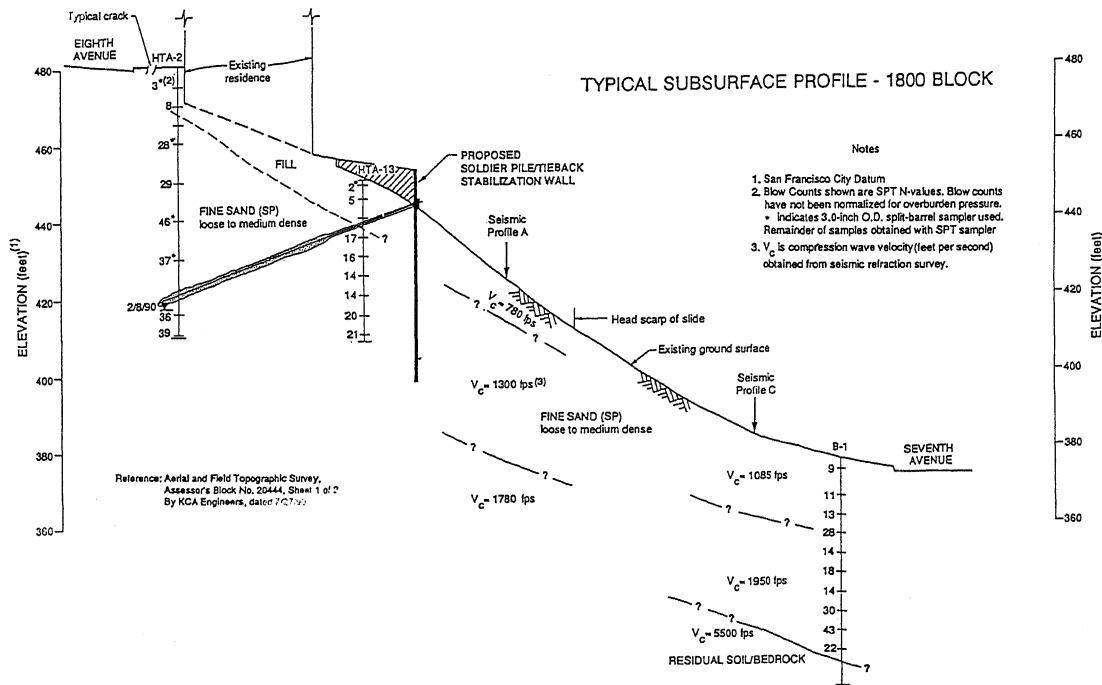 Typical crack
EIGHTH
AVENUE
HTA-2
Existing
residence
TYPICAL SUBSURFACE PROFILE - 1800 BLOCK
480
460
440
420
400
380
360
ELEVATION (feet)(1)
3*(2)
8
28*
29
46*
37*
2/8/90
36
39
FILL
FINE SAND (SP)
loose to medium dense
HTA-13
2*
5
17
16
14
14
20
21
?
PROPOSED
SOLDIER PILE/TIEBACK
STABILIZATION WALL
Seismic
Profile A
Head scarp of slide
Existing ground surface
Seismic
Profile C
? Vc= 780 fps
?
Vc= 1300 fps(3)
FINE SAND (SP)
loose to medium dense
? ?
Vc= 1780 fps
B-1
SEVENTH
AVENUE
Vc= 1085 fps
? ?
Vc= 1950 fps
? ?
Vc= 5500 fps
RESIDUAL SOIL/BEDROCK
?
9
11
13
28
14
18
14
30
43
22
Notes
1. San Francisco City Datum
2. Blow Counts shown are SPT N-values. Blow counts
have not been normalized for overburden pressure.
* indicates 3.0-inch O.D. split-barrel sampler used.
Remainder of samples obtained with SPT sampler
3. Vc is compression wave velocity(feet per second)
obtained from seismic refraction survey.
Reference: Aerial and Field Topographic Survey,
Assessor's Block No. 20444, Sheet 1 of 2
By KCA Engineers, dated
480
460
440
420
400
380
360
ELEVATION (feet)